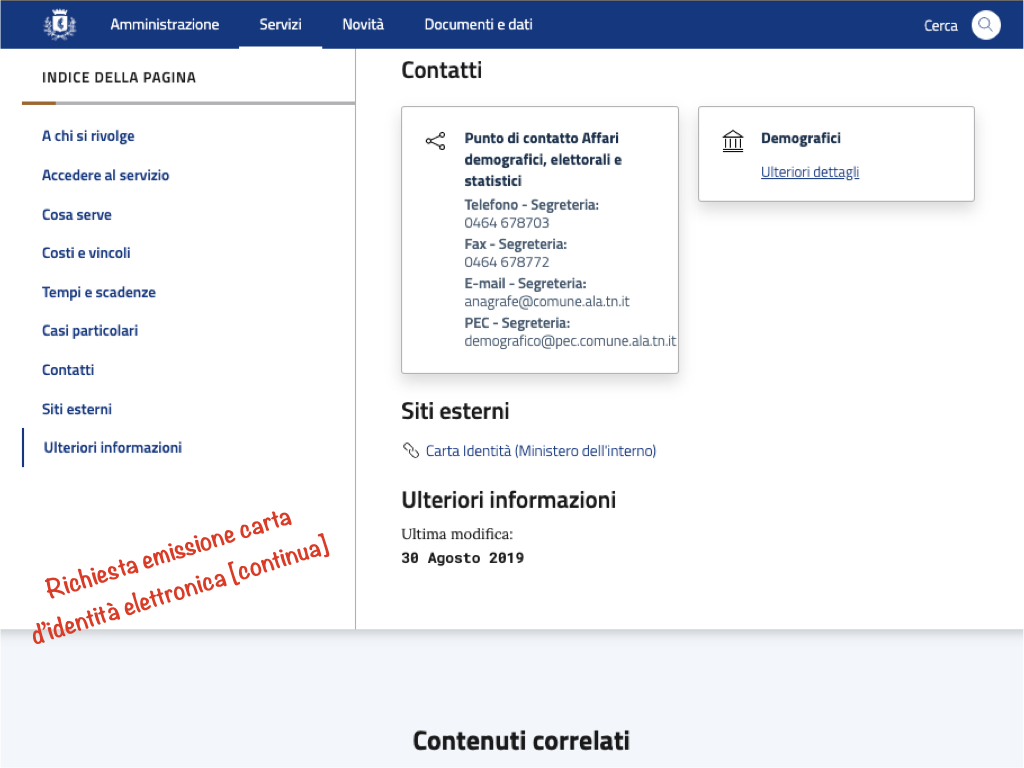 Amministrazione
Servizi
Novità
Documenti e dati
Cerca
INDICE DELLA PAGINA
A chi si rivolge
Accedere al servizio
Cosa serve
Costi e vincoli
Tempi e scadenze
Casi particolari
Contatti
Siti esterni
Ulteriori informazioni
Richiesta emissione carta
d'identità elettronica [continua]
Contatti
Punto di contatto Affari
demografici, elettorali e
statistici
Telefono - Segreteria:
0464 678703
Fax - Segreteria:
0464 678772
E-mail - Segreteria:
anagrafe@comune.ala.tn.it
PEC - Segreteria:
demografico@pec.comune.ala.tn.it
Demografici
Ulteriori dettagli
Siti esterni
Carta Identità (Ministero dell'interno)
Ulteriori informazioni
Ultima modifica:
30 Agosto 2019
Contenuti correlati